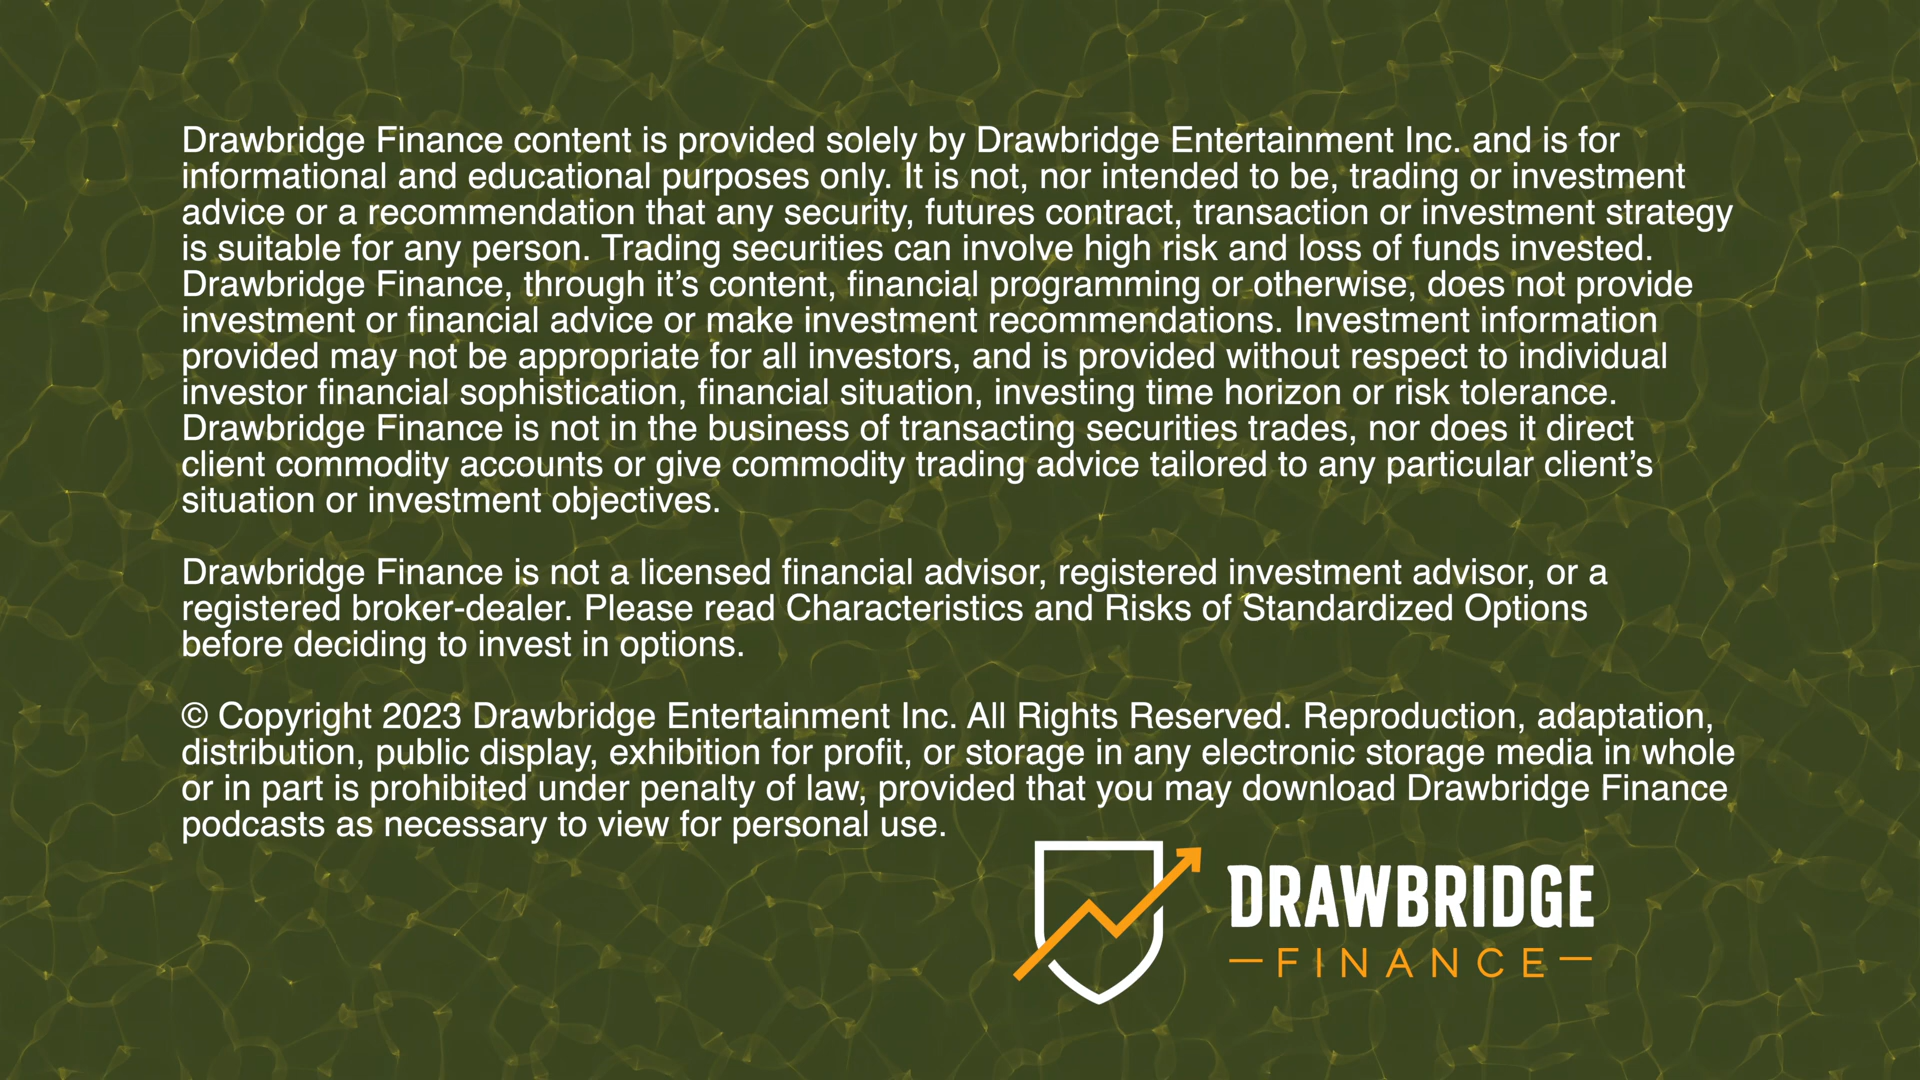 Drawbridge Finance content is provided solely by Drawbridge Entertainment Inc. and is for
informational and educational purposes only. It is not, nor intended to be, trading or investment
advice or a recommendation that any security, futures contract, transaction or investment strategy
is suitable for any person. Trading securities can involve high risk and loss of funds invested.
Drawbridge Finance, through it’s content, financial programming or otherwise, does not provide
investment or financial advice or make investment recommendations. Investment information
provided may not be appropriate for all investors, and is provided without respect to individual
investor financial sophistication, financial situation, investing time horizon or risk tolerance.
Drawbridge Finance is not in the business of transacting securities trades, nor does it direct
client commodity accounts or give commodity trading advice tailored to any particular client’s
situation or investment objectives.
Drawbridge Finance is not a licensed financial advisor, registered investment advisor, or a
registered broker-dealer. Please read Characteristics and Risks of Standardized Options
before deciding to invest in options.
© Copyright 2023 Drawbridge Entertainment Inc. All Rights Reserved. Reproduction, adaptation,
distribution, public display, exhibition for profit, or storage in any electronic storage media in whole
or in part is prohibited under penalty of law, provided that you may download Drawbridge Finance
podcasts as necessary to view for personal use.
DRAWBRIDGE
FINANCE